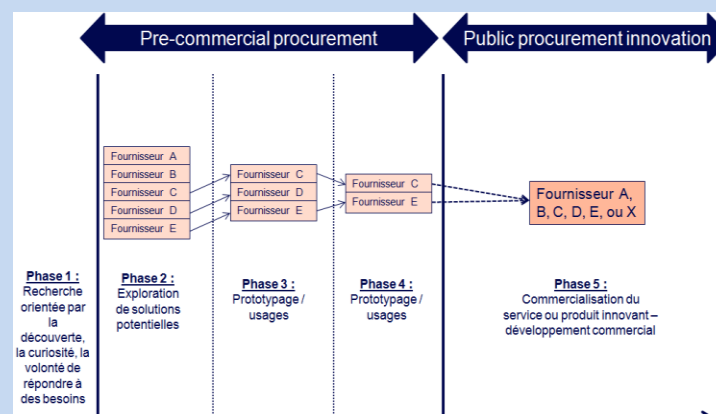 Pre-commercial procurement
Public procurement innovation
Fournisseur A
Fournisseur B
Fournisseur C
Fournisseur D
Fournisseur E
Fournisseur C
Fournisseur D
Fournisseur E
Fournisseur C
Fournisseur E
Fournisseur A,
B, C, D, E, ou X
Phase 1 :
Recherche
orientée par
la
découverte,
la curiosité, la
volonté de
répondre à
des besoins
Phase 2 :
Exploration
de solutions
potentielles
Phase 3 :
Prototypage /
usages
Phase 4 :
Prototypage /
usages
Phase 5 :
Commercialisation du
service ou produit innovant –
développement commercial